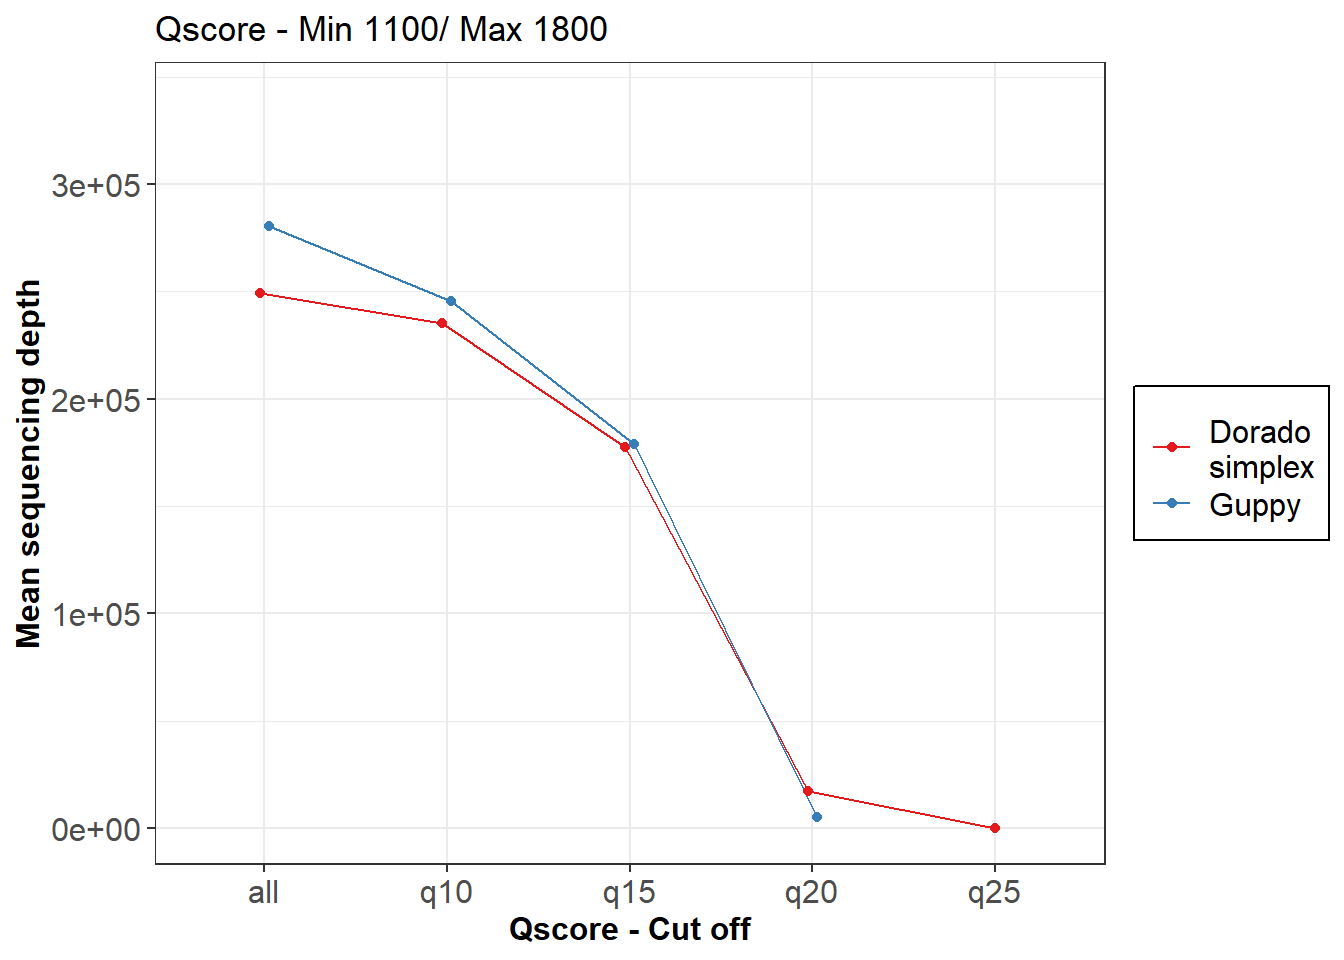 Qscore - Min 1100/ Max 1800
Mean sequencing depth
3e+05
2e+05
1e+05
0e+00
all
q10
q15
q20
q25
Qscore - Cut off
Dorado
simplex
Guppy